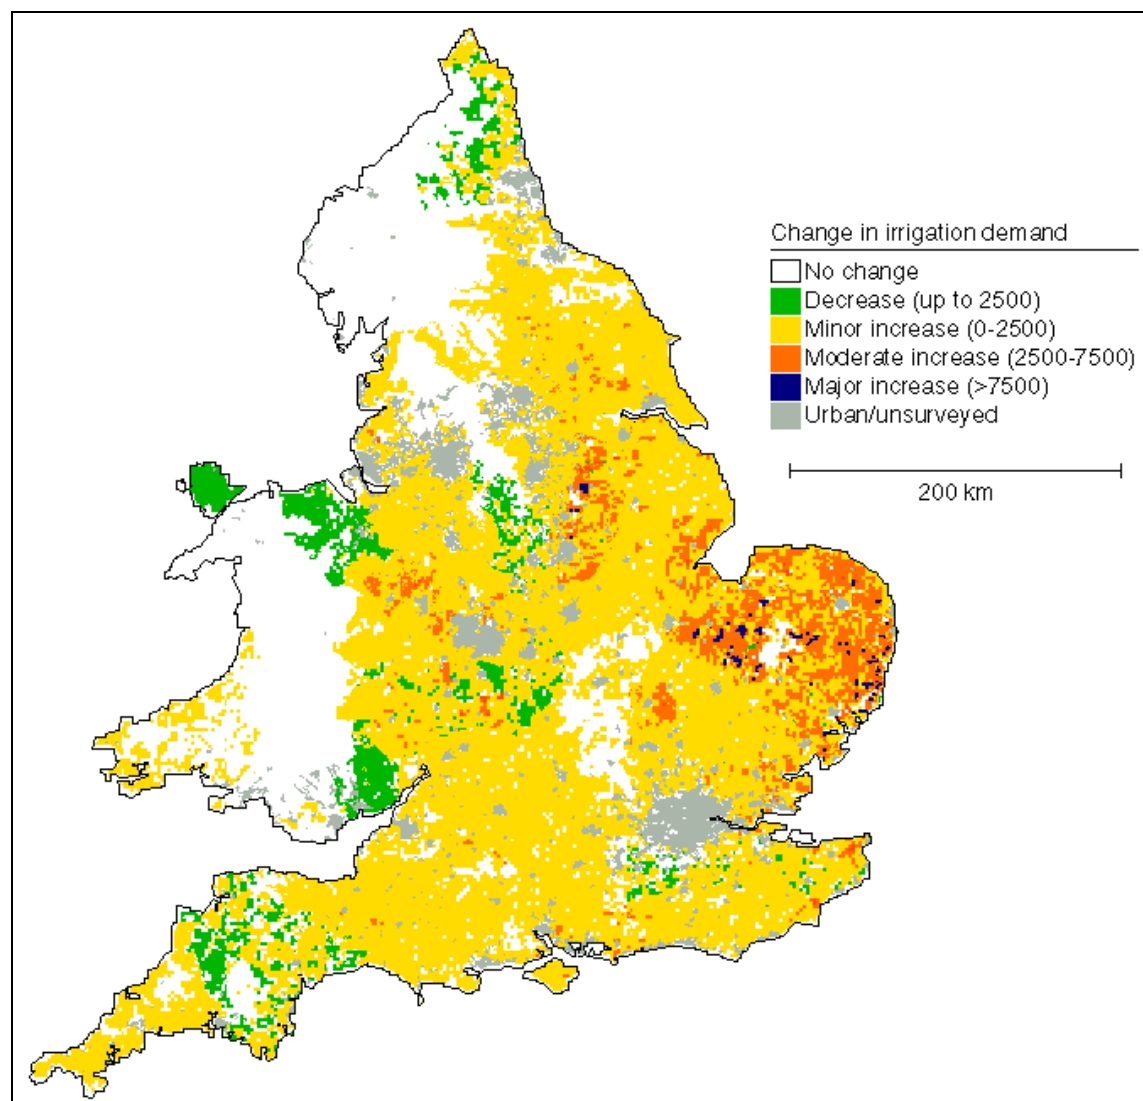 Change in irrigation demand
No change
Decrease (up to 2500)
Minor increase (0-2500)
Moderate increase (2500-7500)
Major increase (>7500)
Urban/unsurveyed
200 km